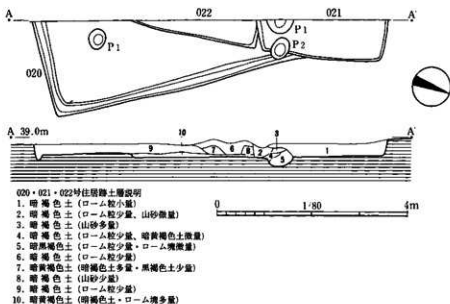 A 022 021 A'
P1
P1
P2
020
A 39.0m A'
10 3
9 7 6 8 2 4 5 1
020・021・022号住居跡土層説明
1. 暗褐色土(ローム粒小量)
2. 暗褐色土(ローム粒少量、山砂微量)
3. 暗褐色土(山砂多量)
4. 暗褐色土(ローム粒少量、暗黄褐色土微量)
5. 暗黒褐色土(ローム粒少量・ローム塊微量)
6. 暗褐色土(ローム粒少量)
7. 暗黄褐色土(暗褐色土多量・黒褐色土少量)
8. 暗褐色土(山砂少量)
9. 暗褐色土(ローム粒少量)
10. 暗黄褐色土(暗褐色土・ローム塊多量)
0 1:80 4m